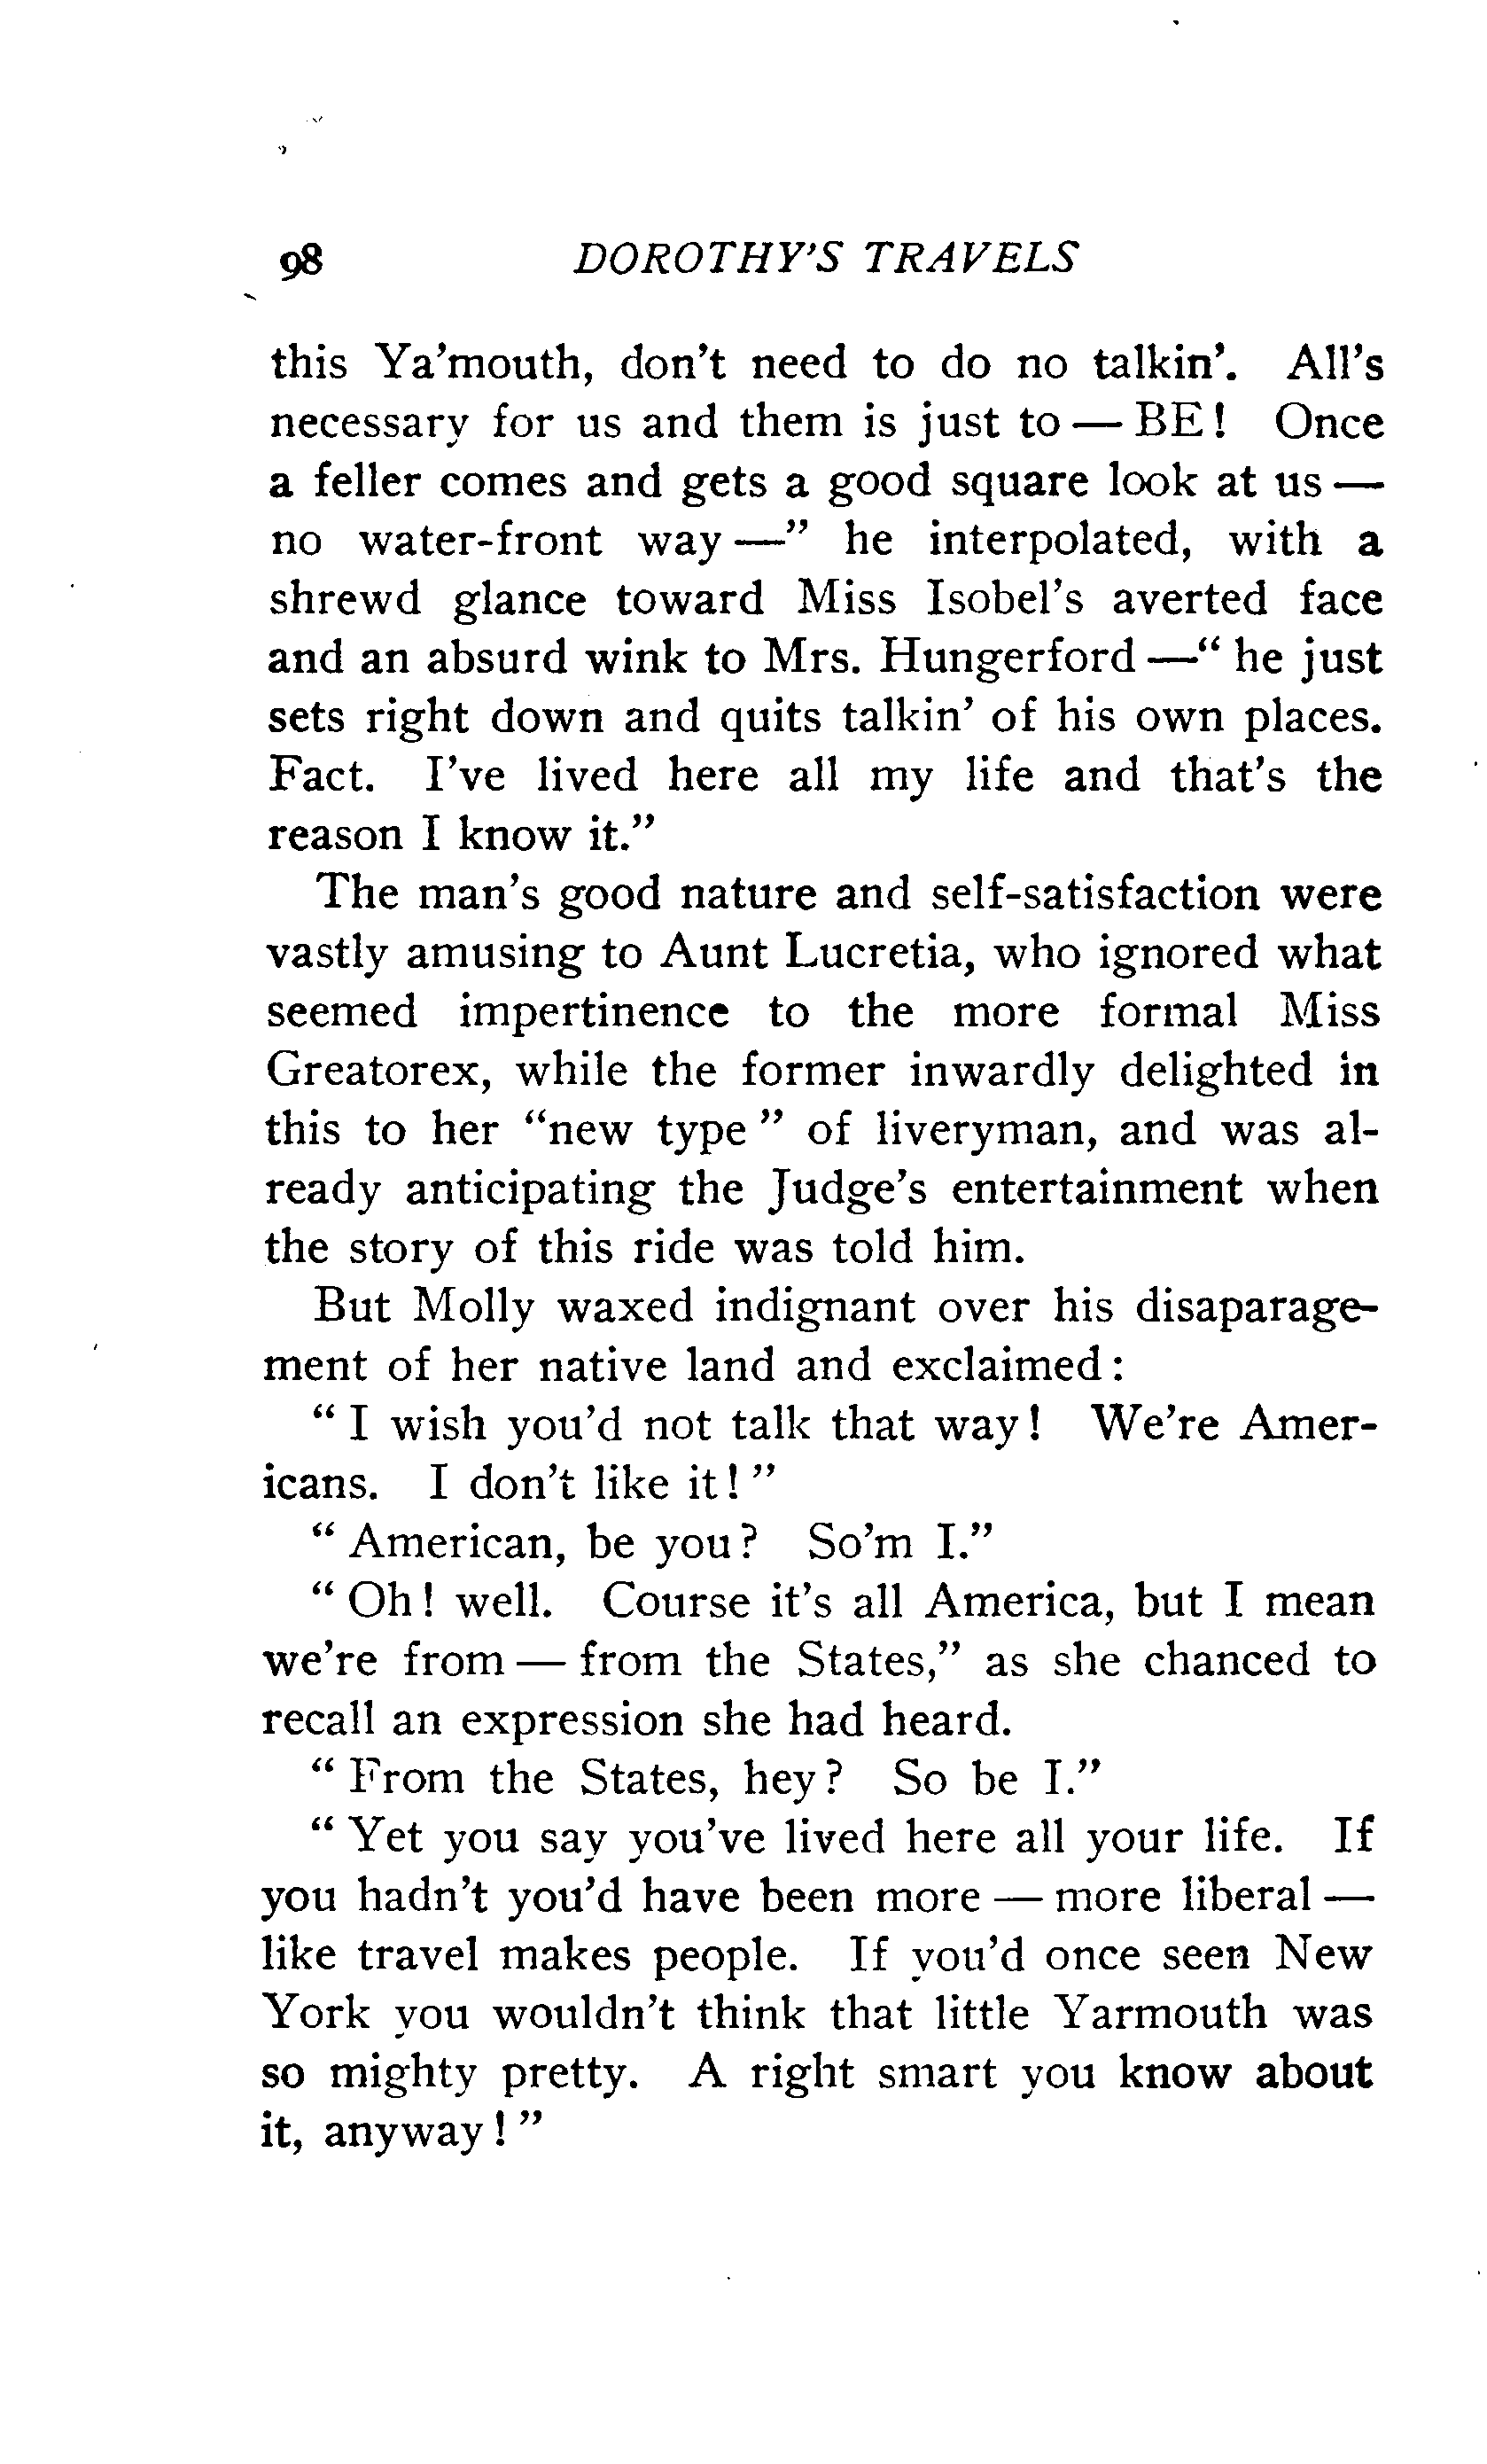 98 DOROTHY'S TRAVELS
this Ya'mouth, don't need to do no talkin'. All's
necessary for us and them is just to — BE! Once
a feller comes and gets a good square look at us —
no water-front way —" he interpolated, with a
shrewd glance toward Miss Isobel's averted face
and an absurd wink to Mrs. Hungerford —" he just
sets right down and quits talkin' of his own places.
Fact. I've lived here all my life and that's the
reason I know it."
The man's good nature and self-satisfaction were
vastly amusing to Aunt Lucretia, who ignored what
seemed impertinence to the more formal Miss
Greatorex, while the former inwardly delighted in
this to her "new type" of liveryman, and was al-
ready anticipating the Judge's entertainment when
the story of this ride was told him.
But Molly waxed indignant over his disaparage-
ment of her native land and exclaimed:
"I wish you'd not talk that way! We're Amer-
icans. I don't like it!"
"American, be you? So'm I."
"Oh! well. Course it's all America, but I mean
we're from — from the States," as she chanced to
recall an expression she had heard.
"From the States, hey? So be I."
"Yet you say you've lived here all your life. If
you hadn't you'd have been more — more liberal —
like travel makes people. If you'd once seen New
York you wouldn't think that little Yarmouth was
so mighty pretty. A right smart you know about
it, anyway!"